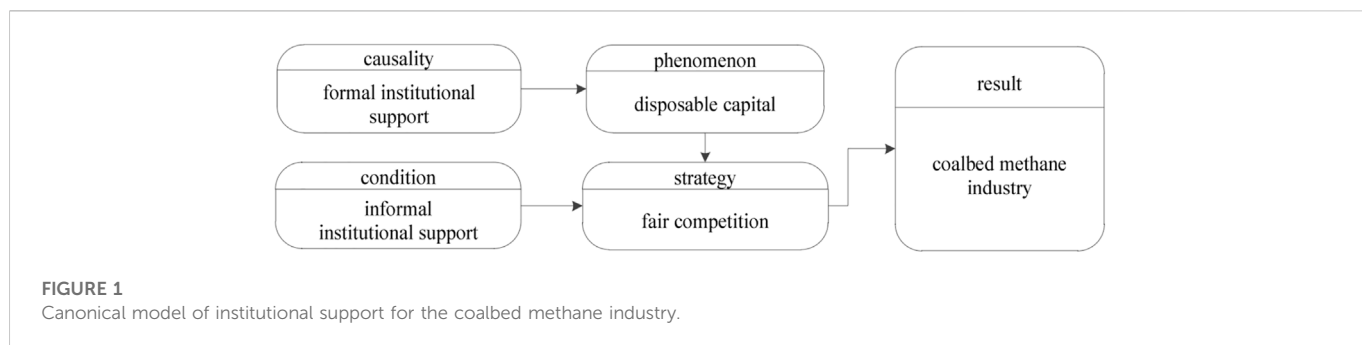 causality
formal institutional
support
phenomenon
disposable capital
result
coalbed methane
industry
condition
informal
institutional support
strategy
fair competition
FIGURE 1
Canonical model of institutional support for the coalbed methane industry.